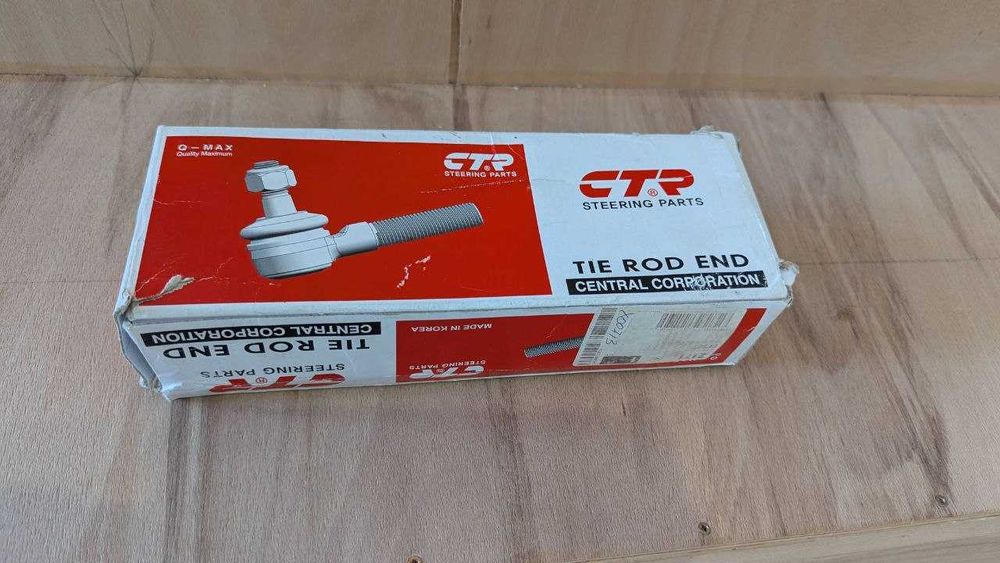 Q-MAX
Quality Maximum
CTR®
STEERING PARTS
CTR®
STEERING PARTS
TIE ROD END
CENTRAL CORPORATION
TIE ROD END
CENTRAL CORPORATION
CTR®
STEERING PARTS
MADE IN KOREA
CTR®
STEERING PARTS